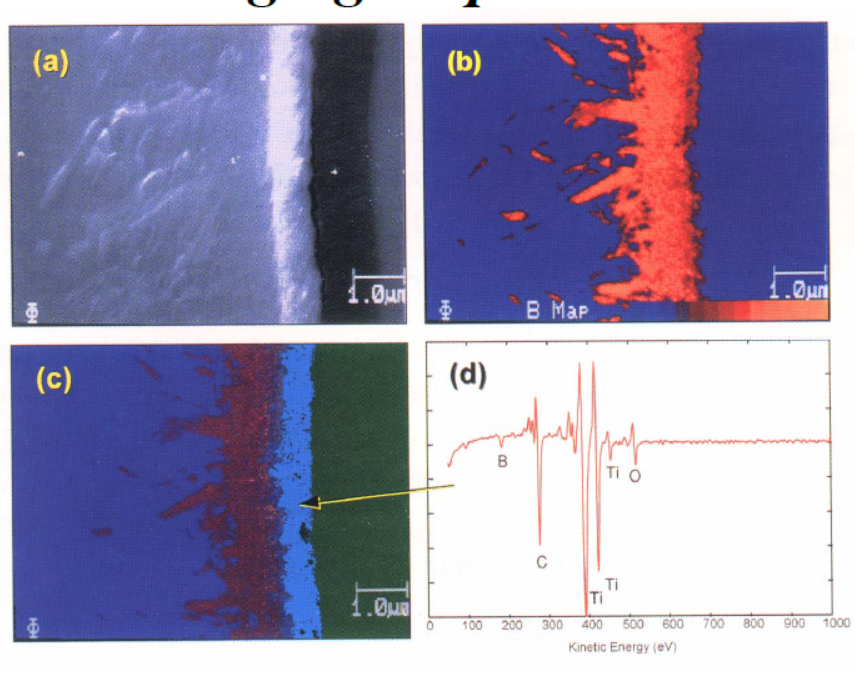 (a)
1.0µm
(b)
1.0µm
B Map
(c)
1.0µm
(d)
B
C
Ti
Ti
Ti
O
0 100 200 300 400 500 600 700 800 900 1000
Kinetic Energy (eV)